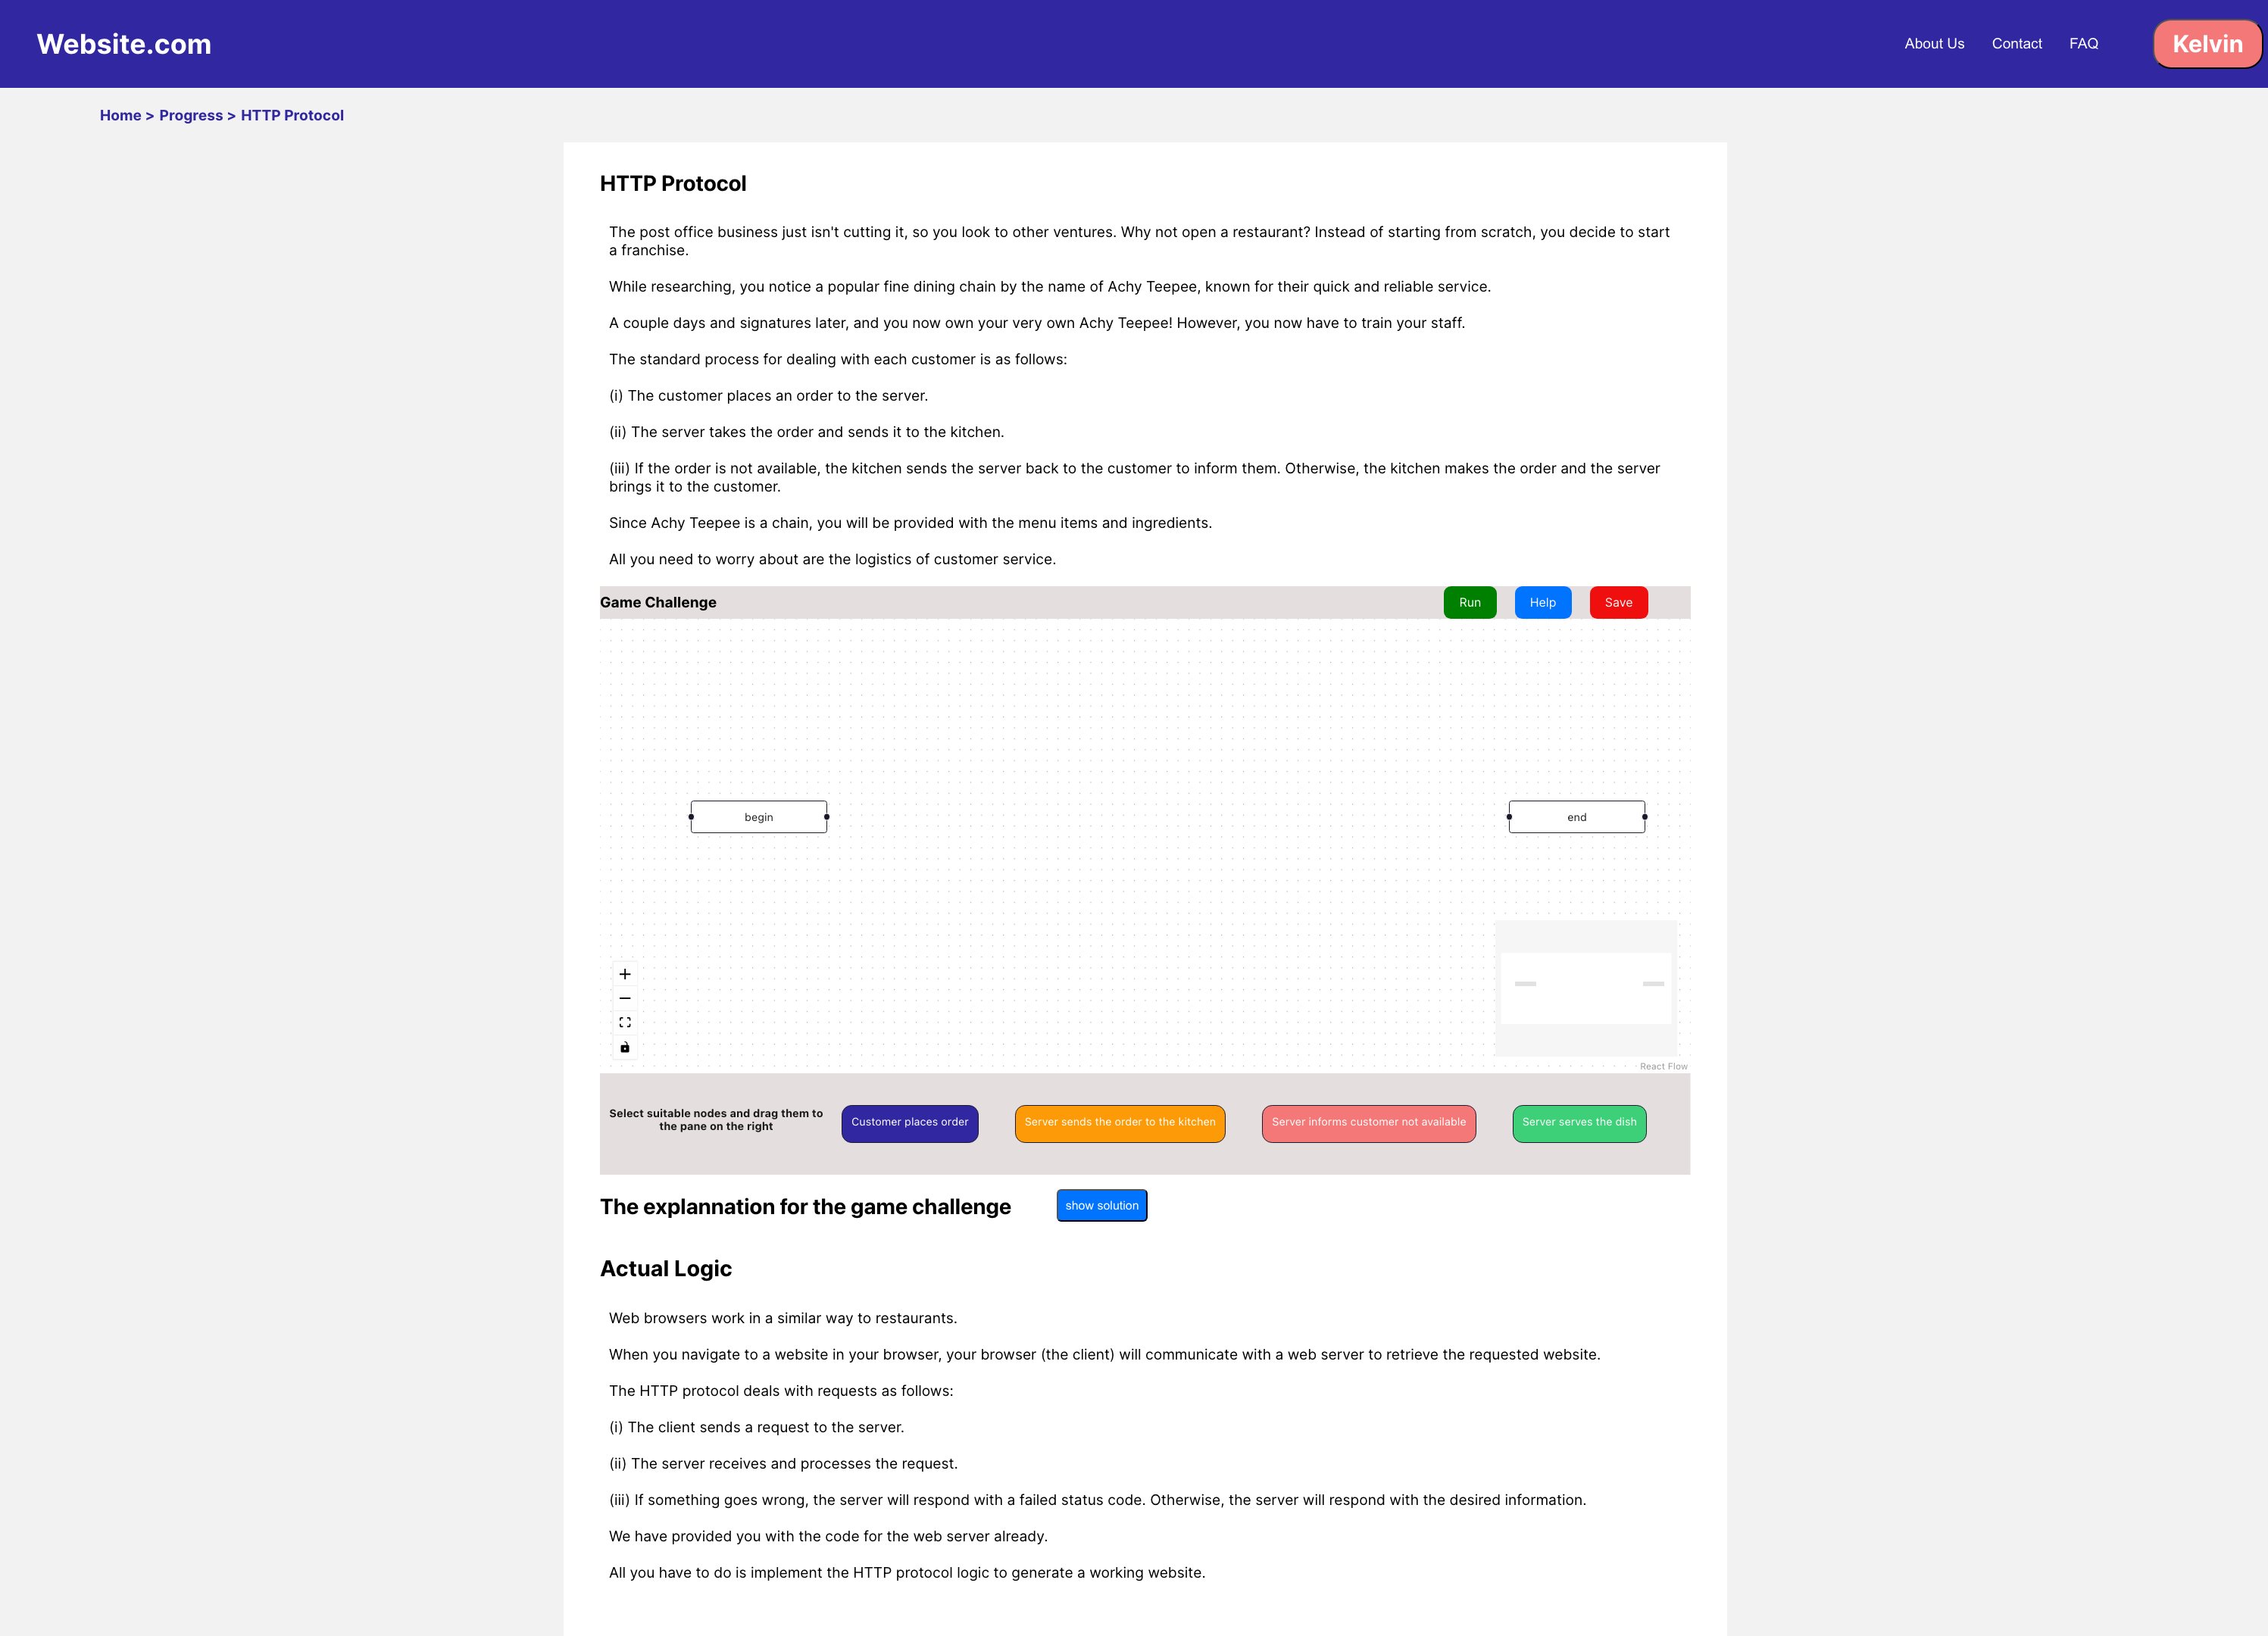 Website.com
About Us
Contact
FAQ
Kelvin
Home > Progress > HTTP Protocol
HTTP Protocol
The post office business just isn't cutting it, so you look to other ventures. Why not open a restaurant? Instead of starting from scratch, you decide to start
a franchise.
While researching, you notice a popular fine dining chain by the name of Achy Teepee, known for their quick and reliable service.
A couple days and signatures later, and you now own your very own Achy Teepee! However, you now have to train your staff.
The standard process for dealing with each customer is as follows:
(i) The customer places an order to the server.
(ii) The server takes the order and sends it to the kitchen.
(iii) If the order is not available, the kitchen sends the server back to the customer to inform them. Otherwise, the kitchen makes the order and the server
brings it to the customer.
Since Achy Teepee is a chain, you will be provided with the menu items and ingredients.
All you need to worry about are the logistics of customer service.
Game Challenge
Run
Help
Save
begin
end
React Flow
Select suitable nodes and drag them to
the pane on the right
Customer places order
Server sends the order to the kitchen
Server informs customer not available
Server serves the dish
The explannation for the game challenge
show solution
Actual Logic
Web browsers work in a similar way to restaurants.
When you navigate to a website in your browser, your browser (the client) will communicate with a web server to retrieve the requested website.
The HTTP protocol deals with requests as follows:
(i) The client sends a request to the server.
(ii) The server receives and processes the request.
(iii) If something goes wrong, the server will respond with a failed status code. Otherwise, the server will respond with the desired information.
We have provided you with the code for the web server already.
All you have to do is implement the HTTP protocol logic to generate a working website.